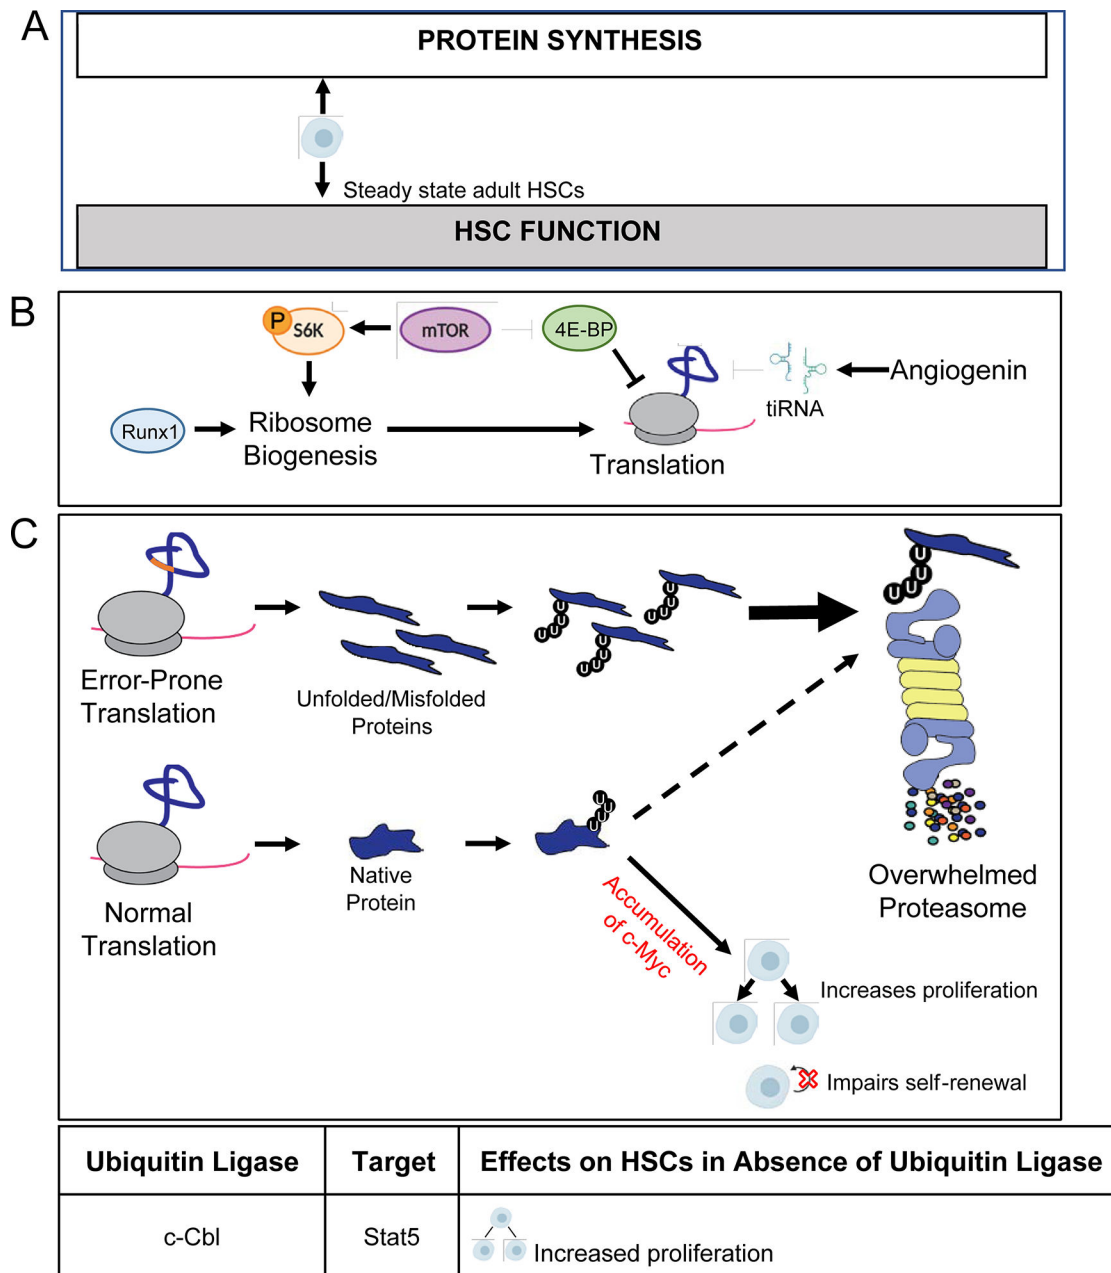 A
PROTEIN SYNTHESIS
Steady state adult HSCs
HSC FUNCTION
B
P
S6K
mTOR
4E-BP
Angiogenin
tiRNA
Runx1
Ribosome
Biogenesis
Translation
C
U U U
U U U
U U U
U U U
Error-Prone
Translation
Unfolded/Misfolded
Proteins
U U U
Native
Protein
Normal
Translation
Overwhelmed
Proteasome
Accumulation
of c-Myc
Increases proliferation
Impairs self-renewal
Ubiquitin Ligase
Target
Effects on HSCs in Absence of Ubiquitin Ligase
c-Cbl
Stat5
Increased proliferation